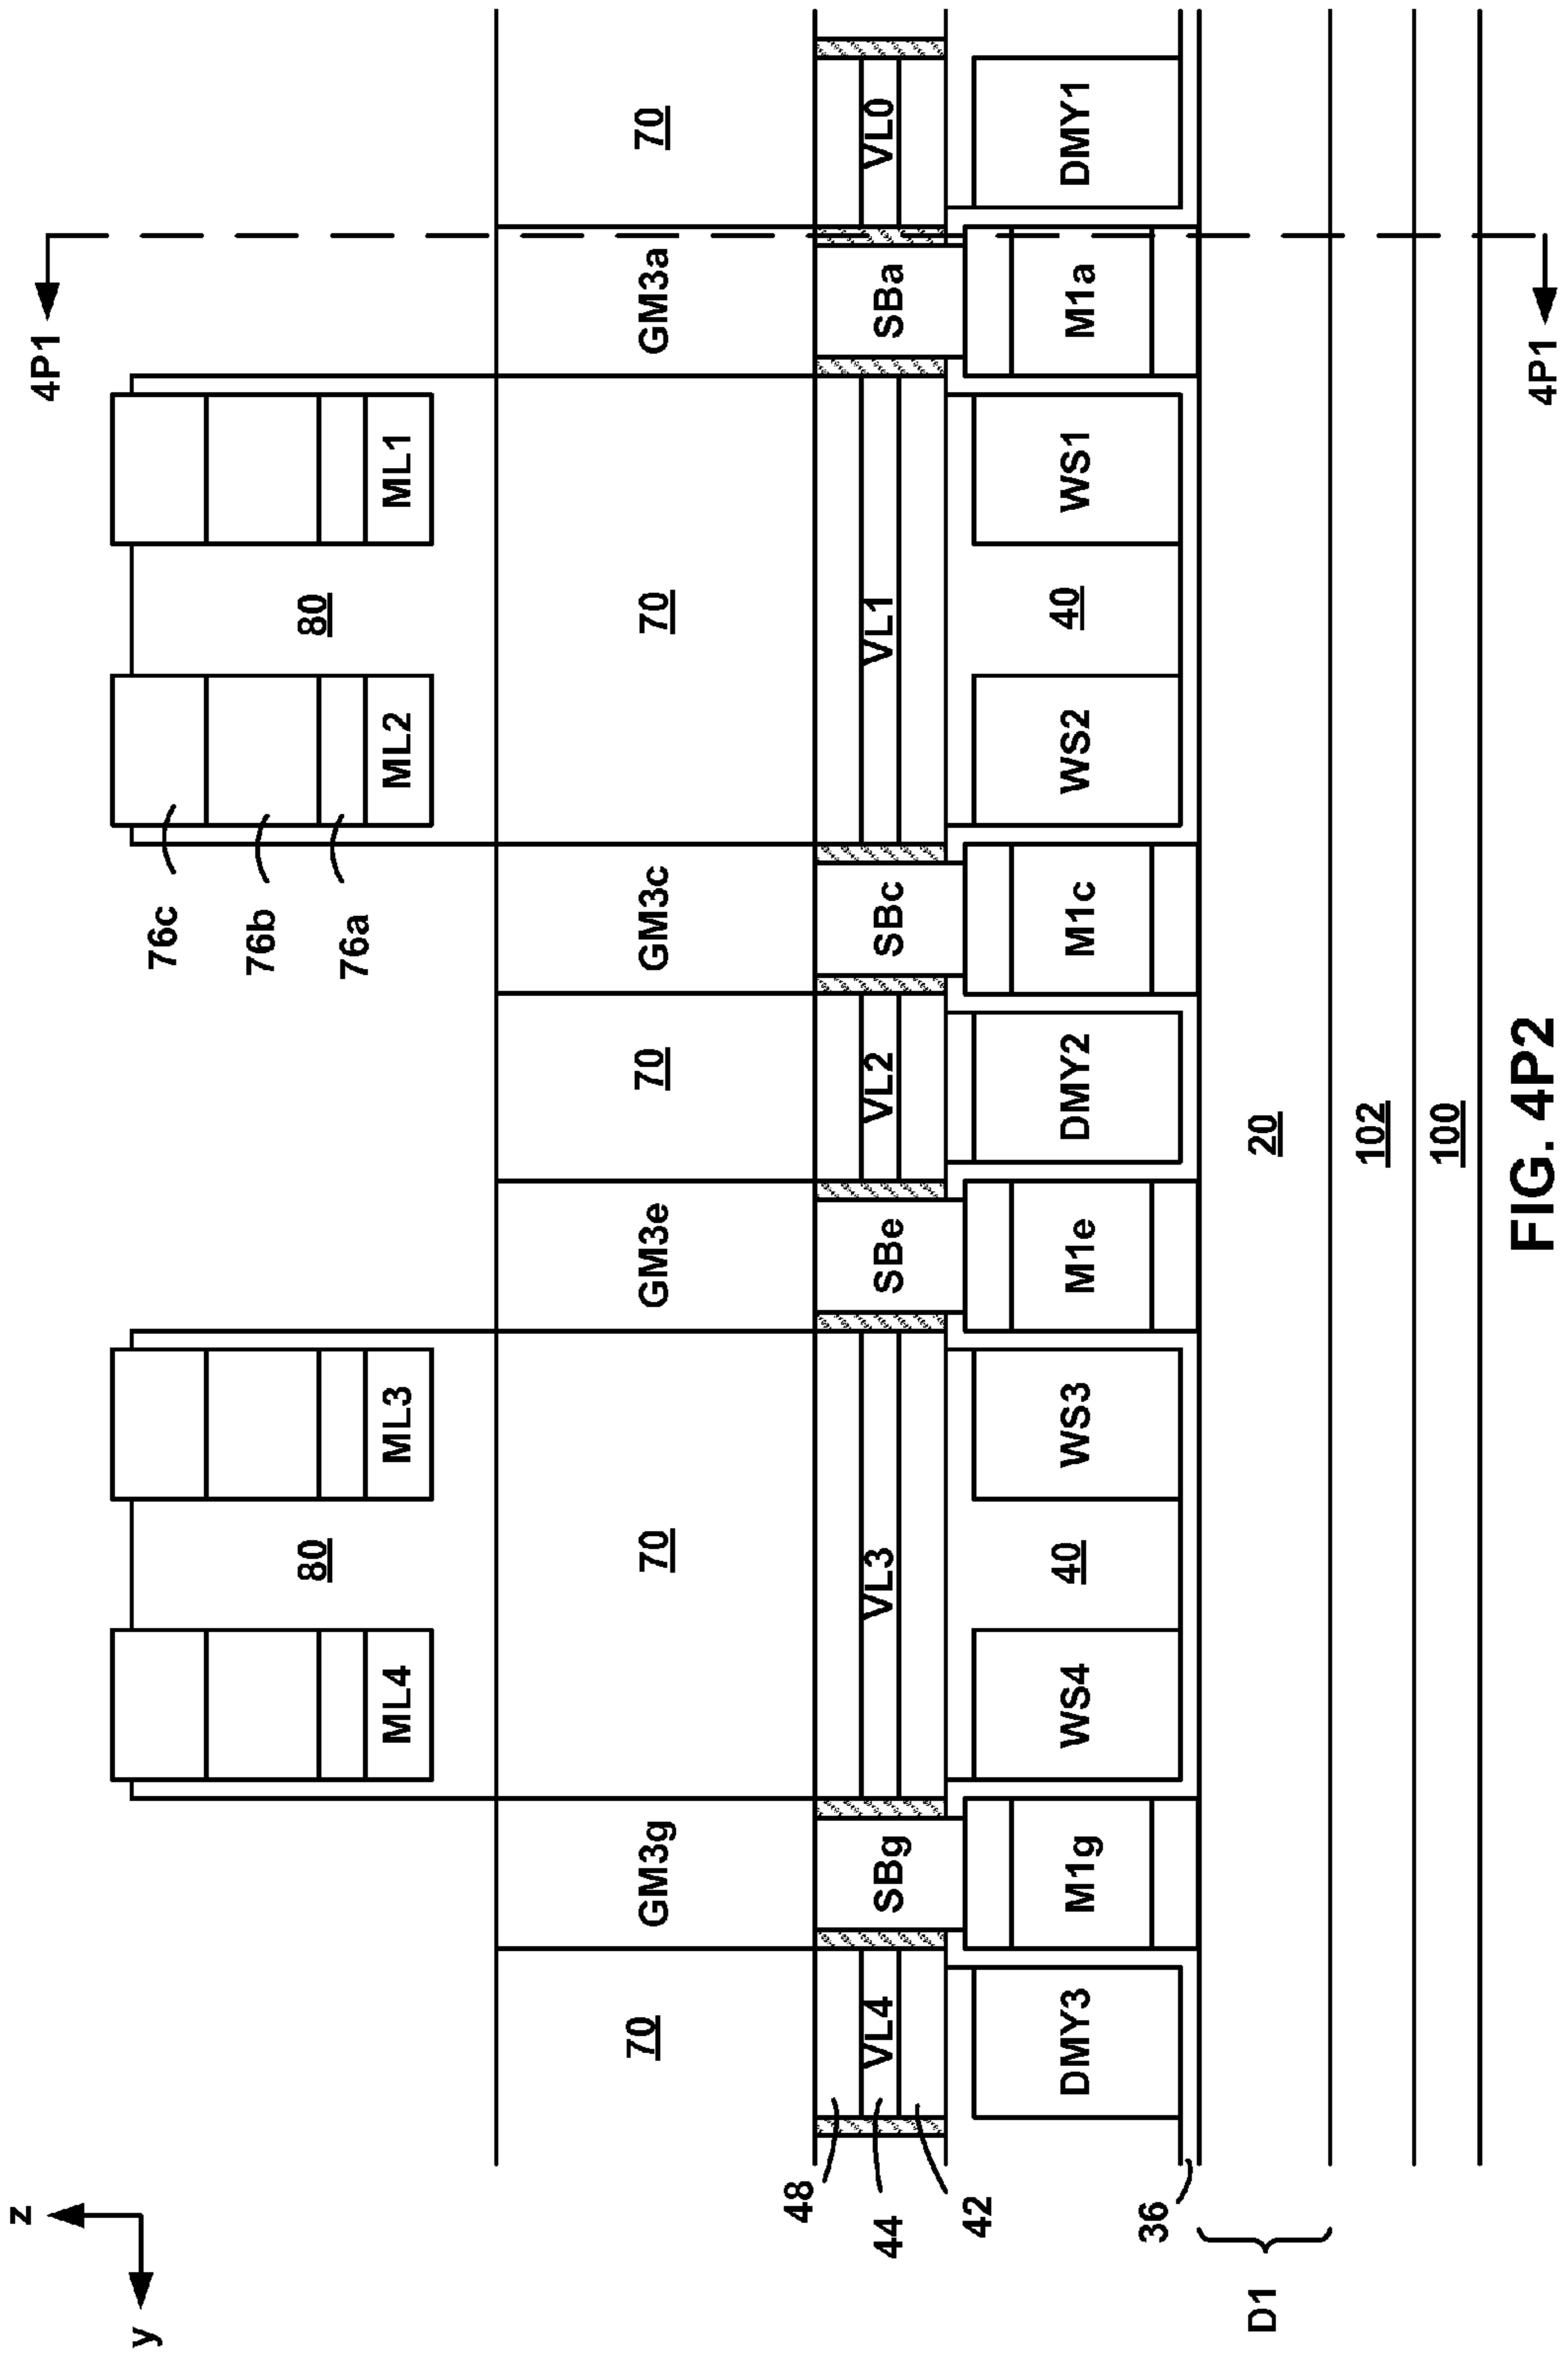 z
4P1
y
76c
76b
80 80
76a
ML4 ML3 ML2 ML1
70 GM3g 70 GM3e 70 GM3c 70 GM3a 70
48
VL4 SBg VL3 SBe VL2 SBc VL1 SBa VL0
44
42
DMY3 M1g WS4 40 WS3 M1e DMY2 M1c WS2 40 WS1 M1a DMY1
36
D1 20
102
100
FIG. 4P2
4P1